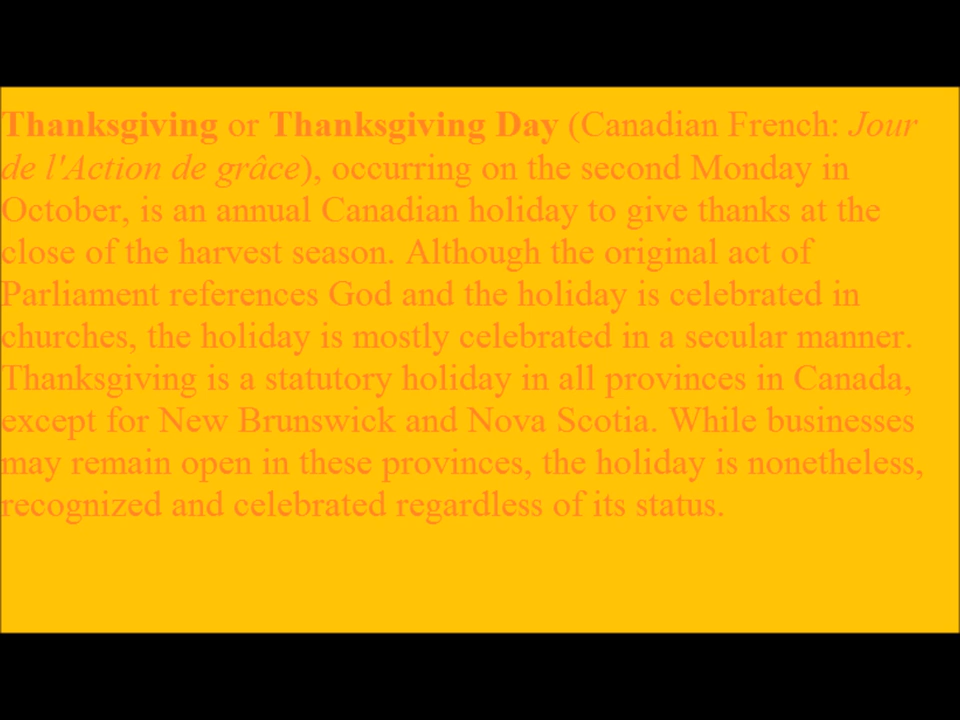 Thanksgiving or Thanksgiving Day (Canadian French: Jour
de l'Action de grâce), occurring on the second Monday in
October, is an annual Canadian holiday to give thanks at the
close of the harvest season. Although the original act of
Parliament references God and the holiday is celebrated in
churches, the holiday is mostly celebrated in a secular manner.
Thanksgiving is a statutory holiday in all provinces in Canada,
except for New Brunswick and Nova Scotia. While businesses
may remain open in these provinces, the holiday is nonetheless,
recognized and celebrated regardless of its status.